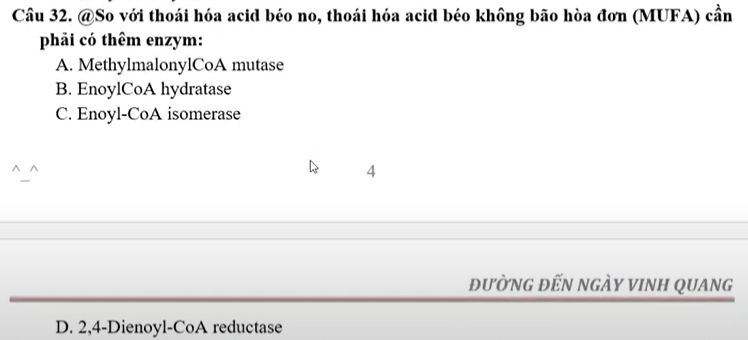 Câu 32. @So với thoái hóa acid béo no, thoái hóa acid béo không bão hòa đơn (MUFA) cần
phải có thêm enzym:
A. MethylmalonylCoA mutase
B. EnoylCoA hydratase
C. Enoyl-CoA isomerase
^_^
4
ĐƯỜNG ĐẾN NGÀY VINH QUANG
D. 2,4-Dienoyl-CoA reductase